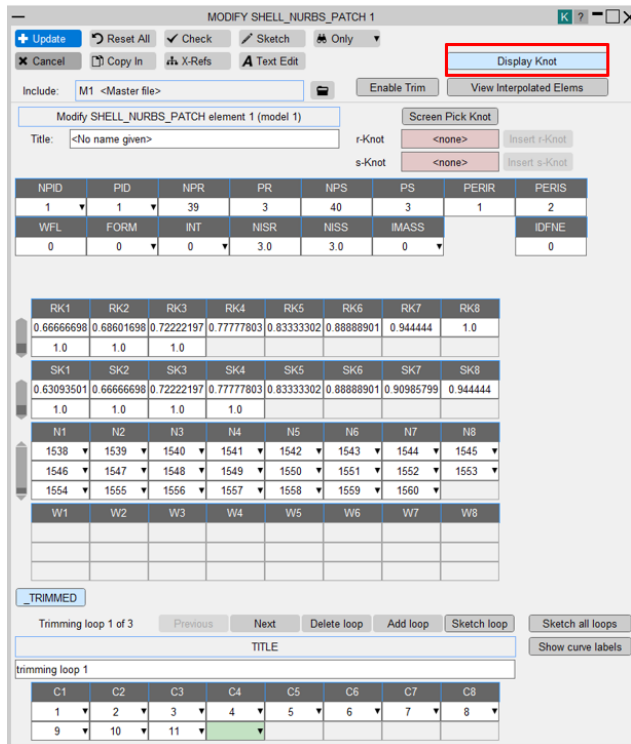 MODIFY SHELL_NURBS_PATCH 1 K ?
Update Reset All Check Sketch Only
Cancel Copy In X-Refs Text Edit Display Knot
Include: M1 <Master file> Enable Trim View Interpolated Elems
Modify SHELL_NURBS_PATCH element 1 (model 1) Screen Pick Knot
Title: <No name given> r-Knot <none> Insert r-Knot
s-Knot <none> Insert s-Knot
NPID PID NPR PR NPS PS PERIR PERIS
1 1 39 3 40 3 1 2
WFL FORM INT NISR NISS IMASS IDFNE
0 0 0 3.0 3.0 0 0
RK1 RK2 RK3 RK4 RK5 RK6 RK7 RK8
0.66666698 0.68601698 0.72222197 0.77777803 0.83333302 0.88888901 0.944444 1.0
1.0 1.0 1.0
SK1 SK2 SK3 SK4 SK5 SK6 SK7 SK8
0.63093501 0.66666698 0.72222197 0.77777803 0.83333302 0.88888901 0.90985799 0.944444
1.0 1.0 1.0 1.0
N1 N2 N3 N4 N5 N6 N7 N8
1538 1539 1540 1541 1542 1543 1544 1545
1546 1547 1548 1549 1550 1551 1552 1553
1554 1555 1556 1557 1558 1559 1560
W1 W2 W3 W4 W5 W6 W7 W8
_TRIMMED
Trimming loop 1 of 3 Previous Next Delete loop Add loop Sketch loop Sketch all loops
TITLE Show curve labels
trimming loop 1
C1 C2 C3 C4 C5 C6 C7 C8
1 2 3 4 5 6 7 8
9 10 11